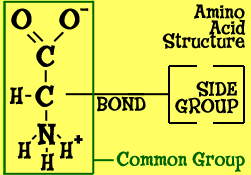 Amino
Acid
Structure
O O-
C
H-C
BOND
SIDE
GROUP
N
H H H+
Common Group